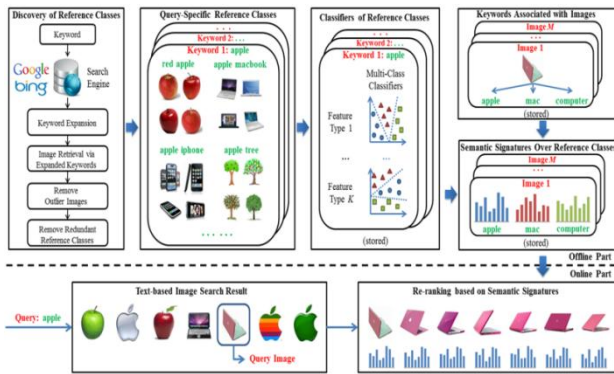 Discovery of Reference Classes
Keyword
Google
bing
Search
Engine
Keyword Expansion
Image Retrieval via
Expanded Keywords
Remove
Outlier Images
Remove Redundant
Reference Classes
Query-Specific Reference Classes
. . .
Keyword 2: . . .
Keyword 1: apple
red apple apple macbook
apple iphone apple tree
... ...
Classifiers of Reference Classes
. . .
Keyword 2: . . .
Keyword 1: apple
Multi-Class
Classifiers
Feature
Type 1
... ...
Feature
Type K
(stored)
Keywords Associated with Images
Image M
. . .
Image 1
apple mac computer
(stored)
Semantic Signatures Over Reference Classes
Image M
. . .
Image 1
apple mac computer
(stored)
Offline Part
Online Part
Query: apple
Text-based Image Search Result
Query Image
Re-ranking based on Semantic Signatures